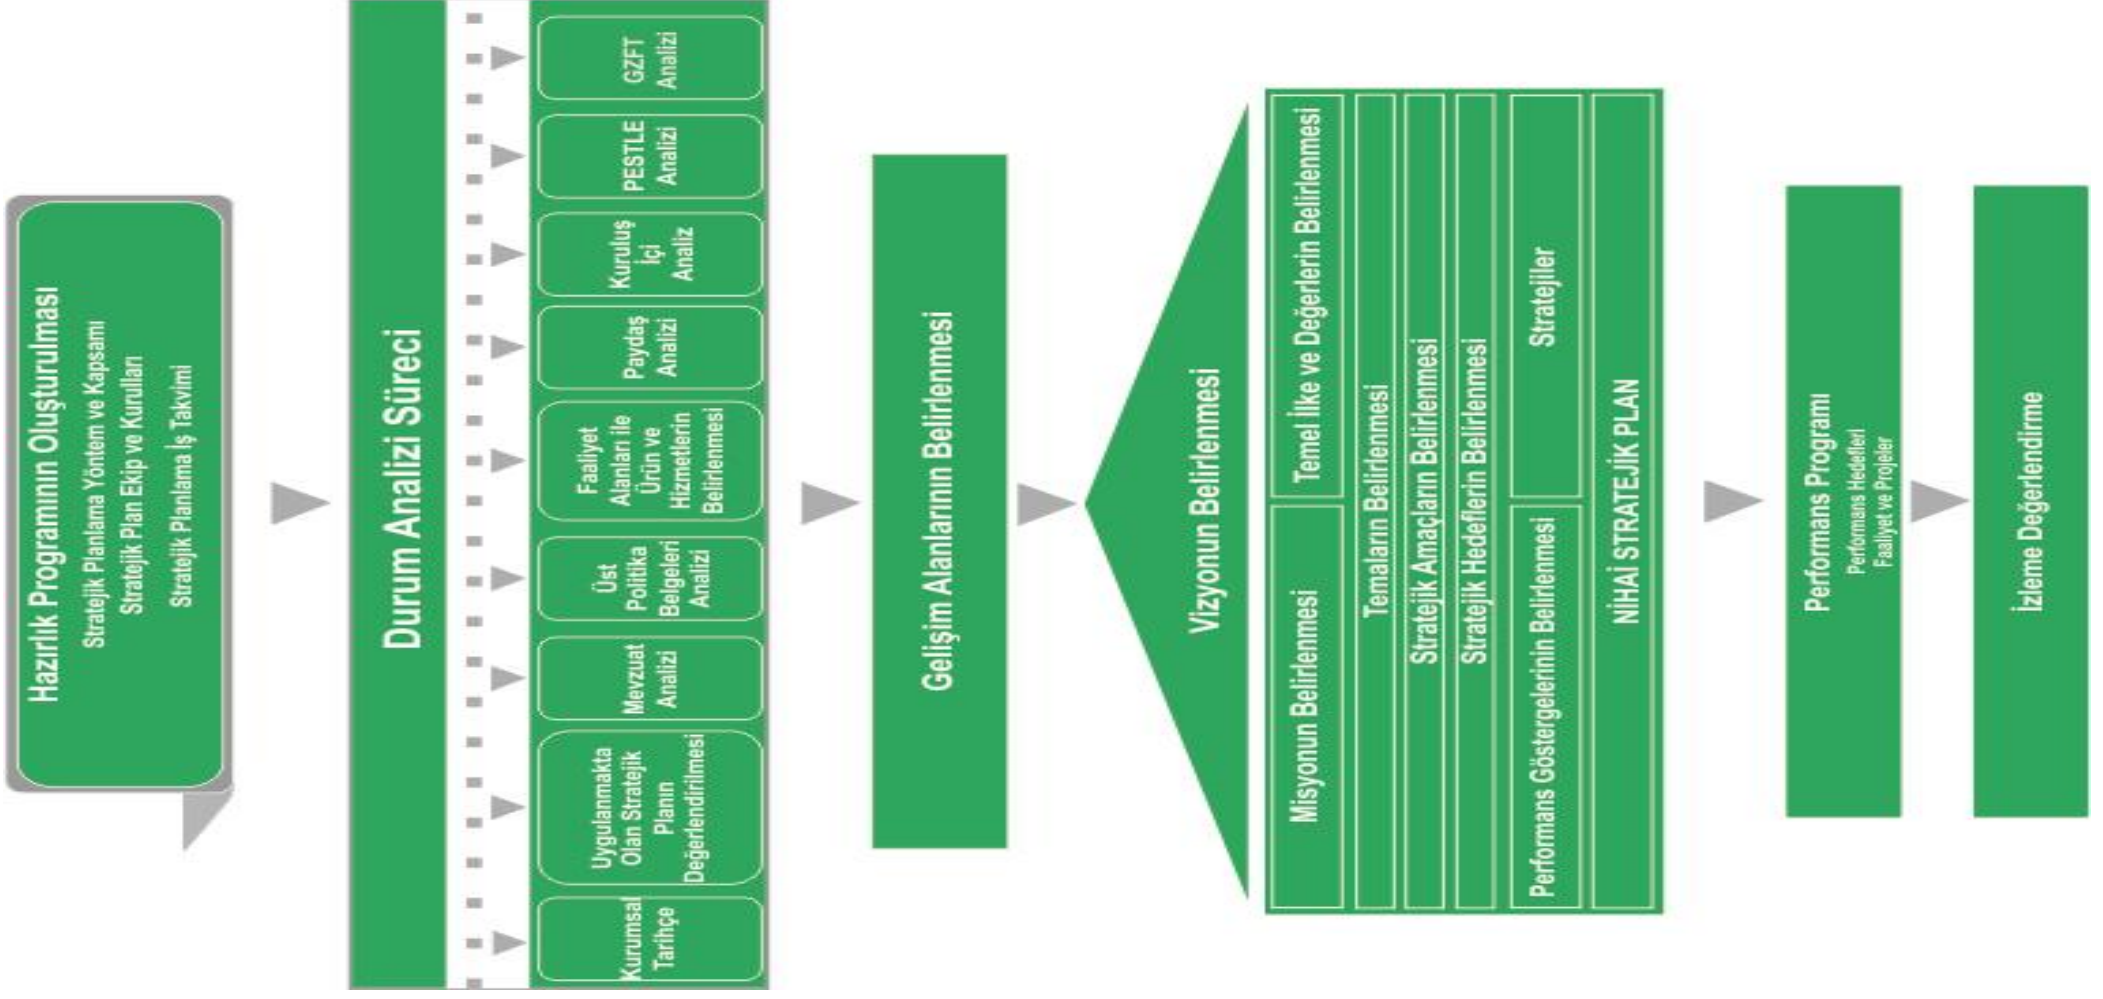 Hazırlık Programının Oluşturulması
Stratejik Planlama Yöntem ve Kapsamı
Stratejik Plan Ekip ve Kurulları
Stratejik Planlama İş Takvimi
Durum Analizi Süreci
Kurumsal
Tarihçe
Uygulanmakta
Olan Stratejik
Planın
Değerlendirilmesi
Mevzuat
Analizi
Üst
Politika
Belgeleri
Analizi
Faaliyet
Alanları ile
Ürün ve
Hizmetlerin
Belirlenmesi
Paydaş
Analizi
Kuruluş
İçi
Analiz
PESTLE
Analizi
GZFT
Analizi
Gelişim Alanlarının Belirlenmesi
Vizyonun Belirlenmesi
Misyonun Belirlenmesi
Temel İlke ve Değerlerin Belirlenmesi
Temaların Belirlenmesi
Stratejik Amaçların Belirlenmesi
Stratejik Hedeflerin Belirlenmesi
Performans Göstergelerinin Belirlenmesi
Stratejiler
NİHAİ STRATEJİK PLAN
Performans Programı
Performans Hedefleri
Faaliyet ve Projeler
İzleme Değerlendirme